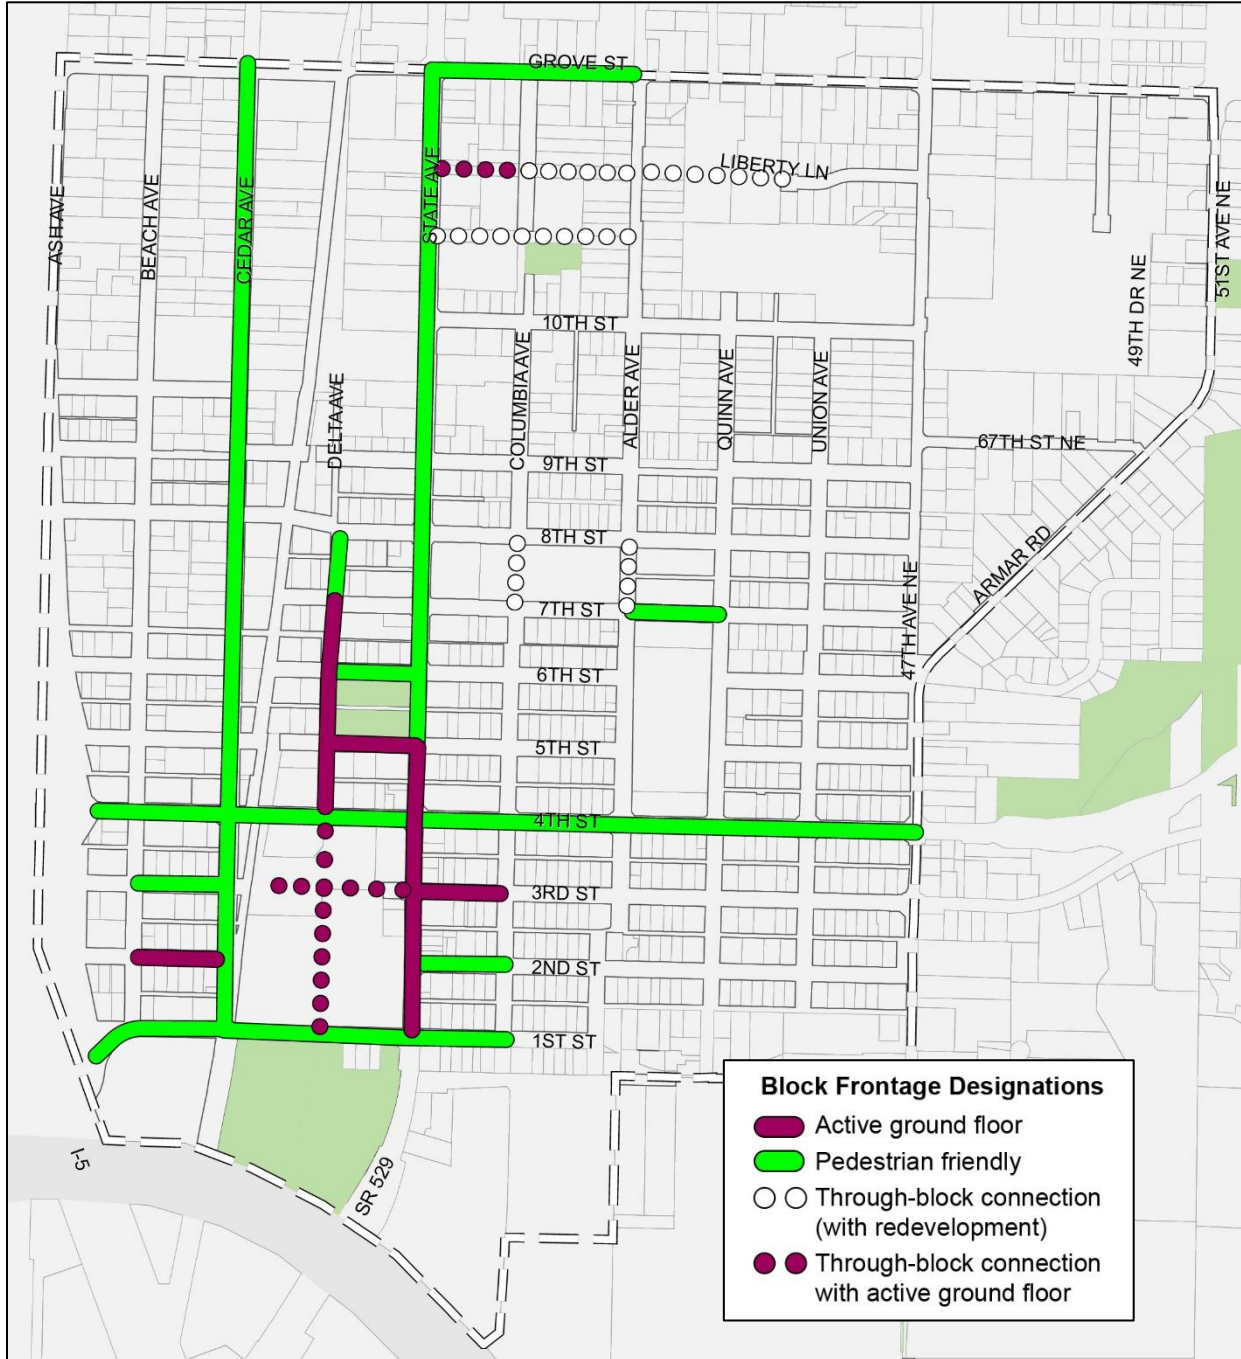 GROVE ST
LIBERTY LN
ASH AVE
BEACH AVE
CEDAR AVE
STATE AVE
51ST AVE NE
49TH DR NE
10TH ST
COLUMBIA AVE
ALDER AVE
QUINN AVE
UNION AVE
DELTA AVE
67TH ST NE
9TH ST
8TH ST
ARMAR RD
7TH ST
47TH AVE NE
6TH ST
5TH ST
4TH ST
3RD ST
2ND ST
1ST ST
I-5
SR 529
Block Frontage Designations
Active ground floor
Pedestrian friendly
Through-block connection
(with redevelopment)
Through-block connection
with active ground floor